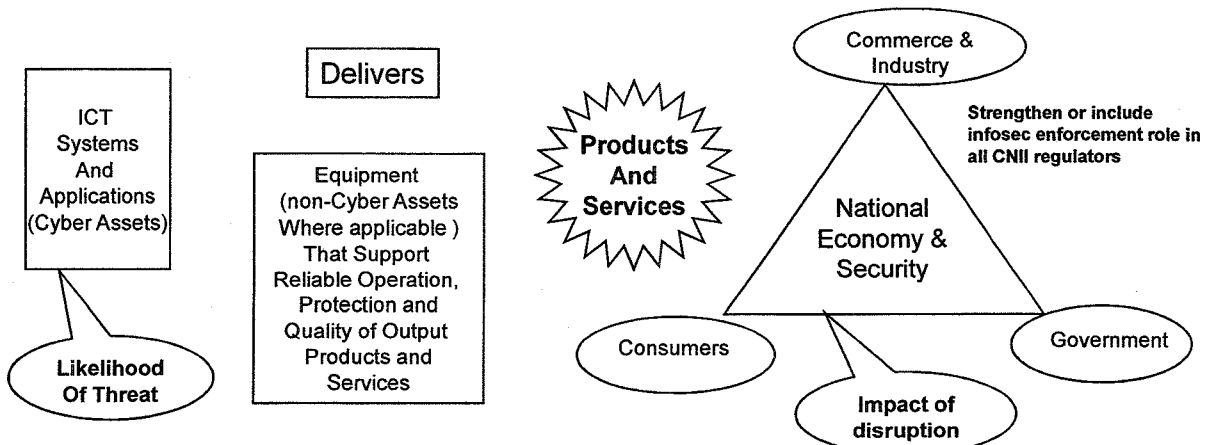 ICT
Systems
And
Applications
(Cyber Assets)
Likelihood
Of Threat
Delivers
Equipment
(non-Cyber Assets
Where applicable )
That Support
Reliable Operation,
Protection and
Quality of Output
Products and
Services
Products
And
Services
Commerce &
Industry
Strengthen or include
infosec enforcement role in
all CNII regulators
National
Economy &
Security
Consumers
Government
Impact of
disruption